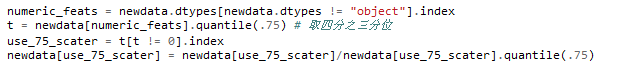 numeric_feats = newdata.dtypes[newdata.dtypes != "object"].index
t = newdata[numeric_feats].quantile(.75) # 取四分之三分位
use_75_scater = t[t != 0].index
newdata[use_75_scater] = newdata[use_75_scater]/newdata[use_75_scater].quantile(.75)